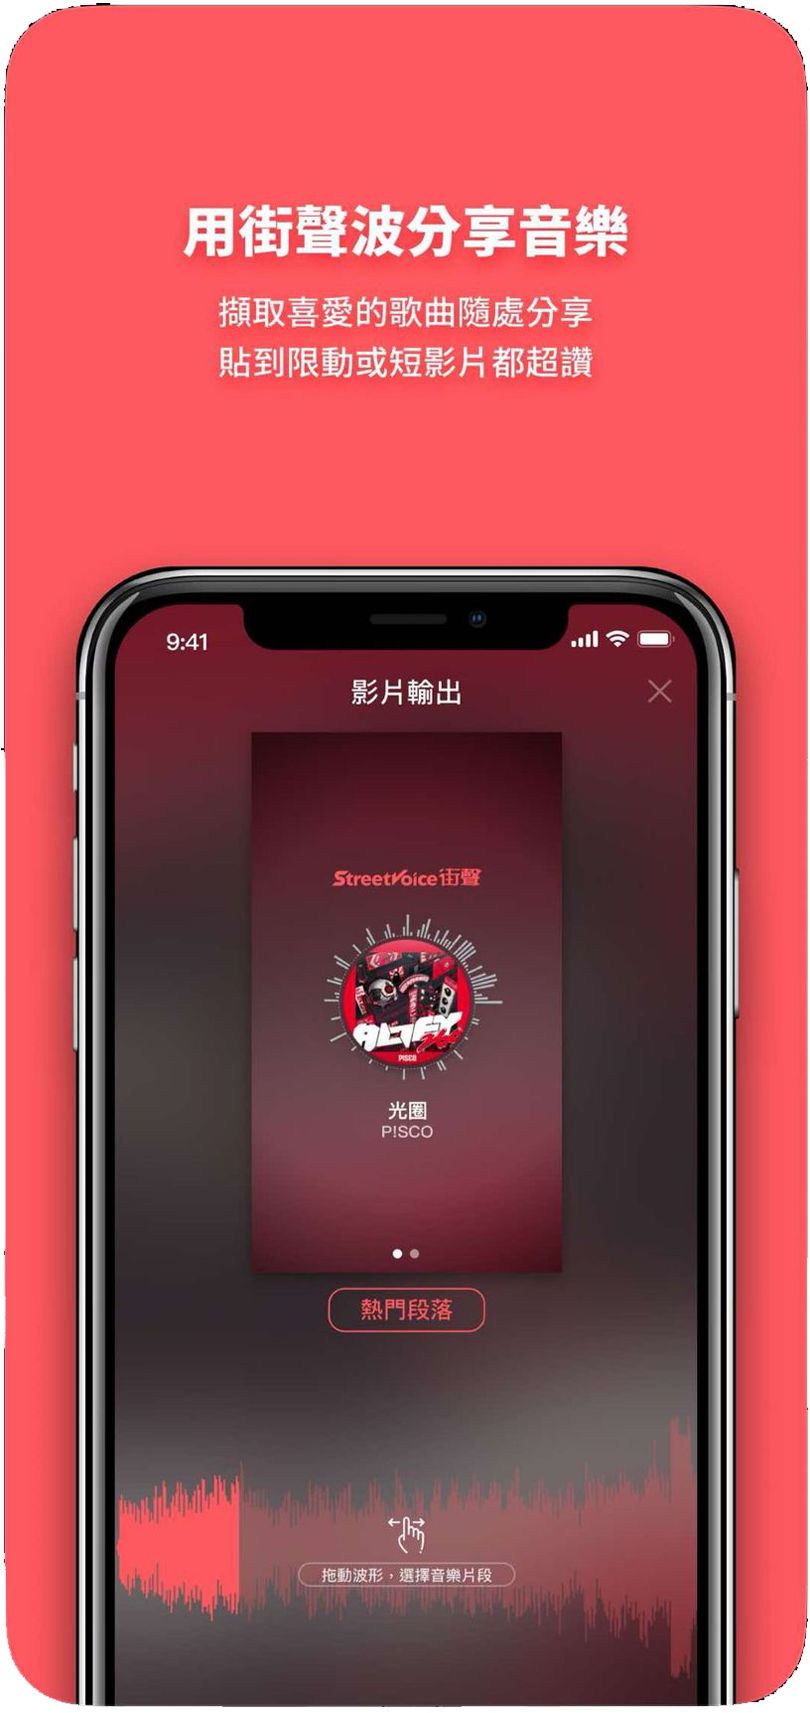 用街聲波分享音樂
擷取喜愛的歌曲隨處分享
貼到限動或短影片都超讚
9:41
影片輸出
StreetVoice街聲
P!SCO
光圈
P!SCO
熱門段落
拖動波形，選擇音樂片段